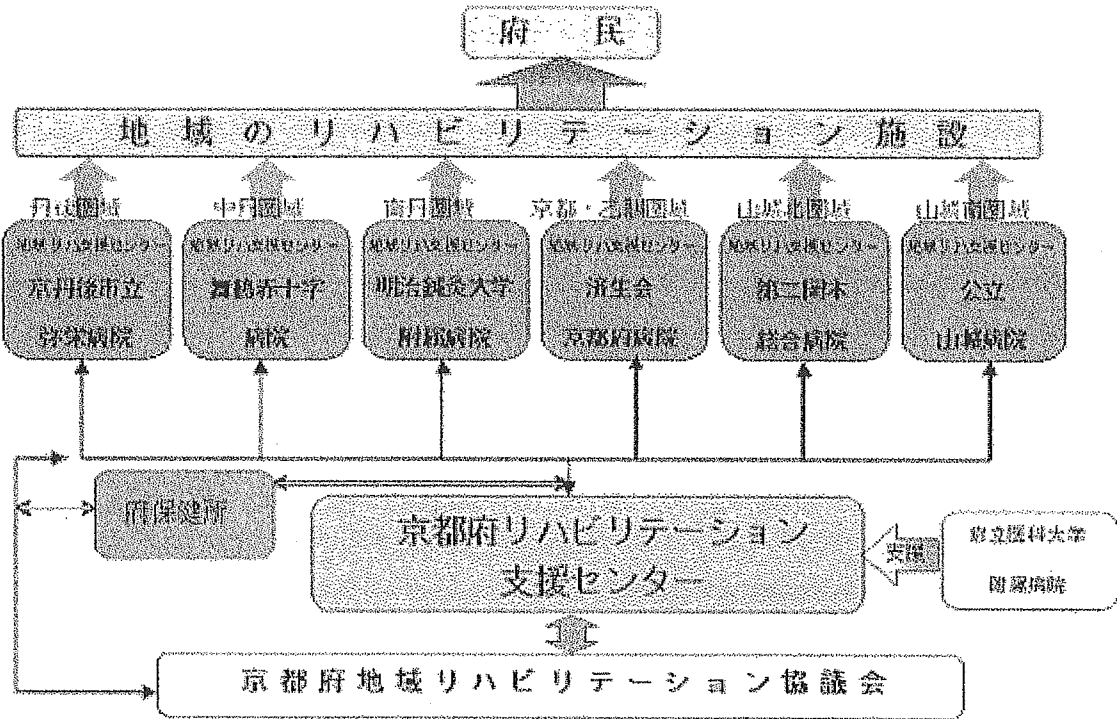 府民
地域のリハビリテーション施設
丹後圏域
中丹圏域
南丹圏域
京都・乙訓圏域
山城北圏域
山城南圏域
地域リハ支援センター
京丹後市立
弥栄病院
地域リハ支援センター
舞鶴赤十字
病院
地域リハ支援センター
明治鍼灸大学
附属病院
地域リハ支援センター
済生会
京都府病院
地域リハ支援センター
第二岡本
総合病院
地域リハ支援センター
公立
山城病院
府保健所
京都府リハビリテーション
支援センター
支援
府立医科大学
附属病院
京都府地域リハビリテーション協議会